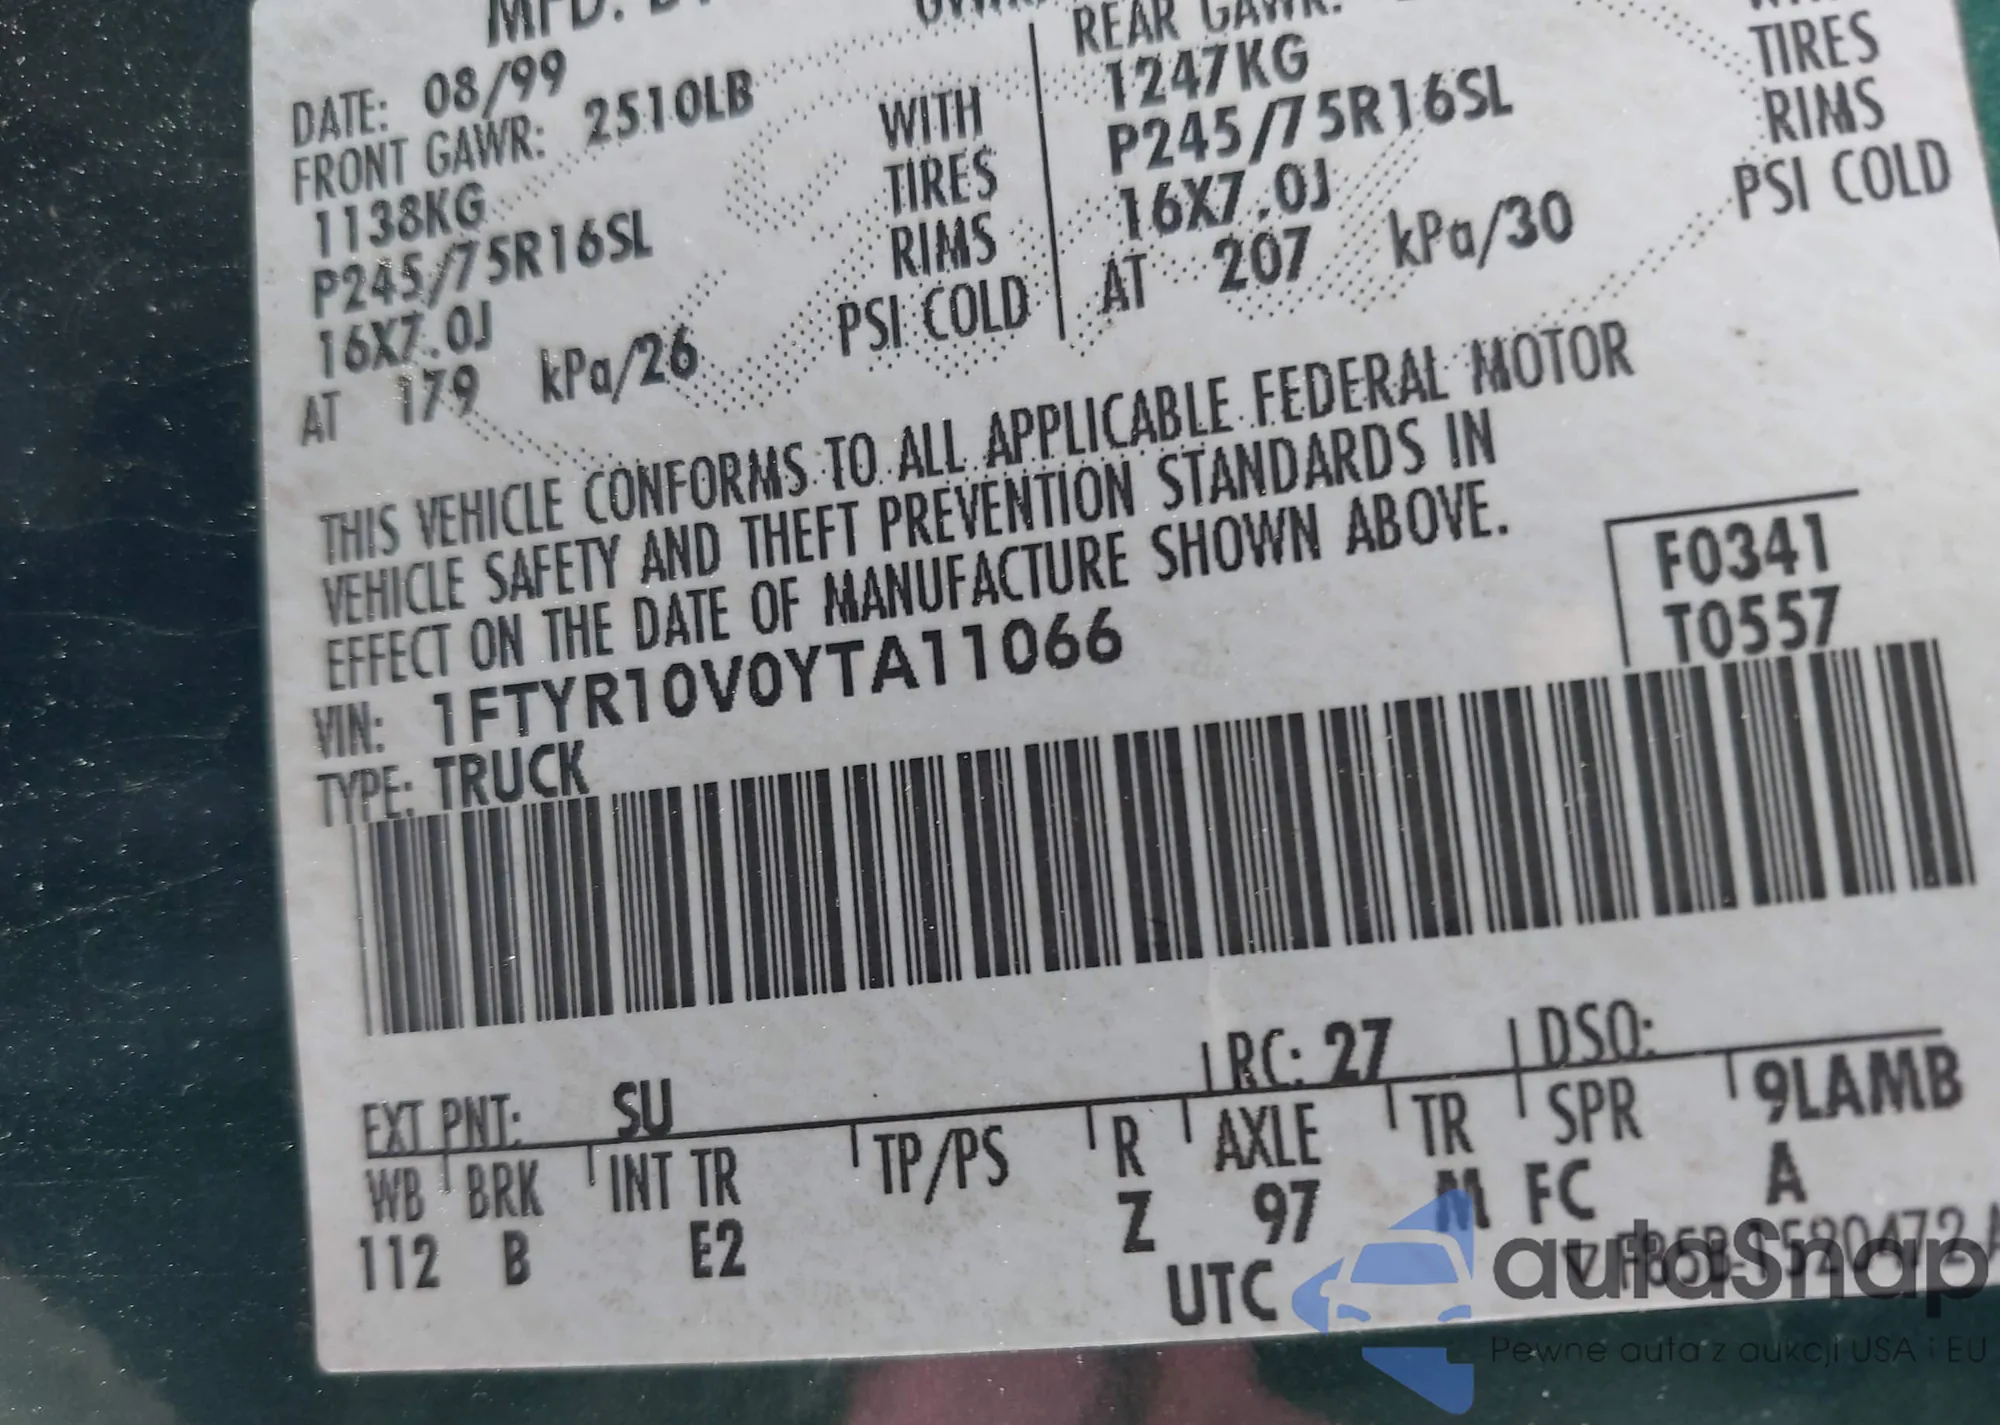 MFD.
DATE: 08/99
FRONT GAWR: 2510LB
1138KG
P245/75R16SL
16X7.0J
AT 179 kPa/26
WITH
TIRES
RIMS
PSI COLD
REAR GAWR:
1247KG
P245/75R16SL
16X7.0J
AT 207 kPa/30
TIRES
RIMS
PSI COLD
THIS VEHICLE CONFORMS TO ALL APPLICABLE FEDERAL MOTOR
VEHICLE SAFETY AND THEFT PREVENTION STANDARDS IN
EFFECT ON THE DATE OF MANUFACTURE SHOWN ABOVE.
VIN: 1FTYR10V0YTA11066
TYPE: TRUCK
F0341
T0557
EXT PNT: SU RC: 27 DSO:
WB BRK INT TR TP/PS R AXLE TR SPR 9LAMB
112 B E2 Z 97 M FC A
UTC
autoSnap
Pewne auta z aukcji USA i EU